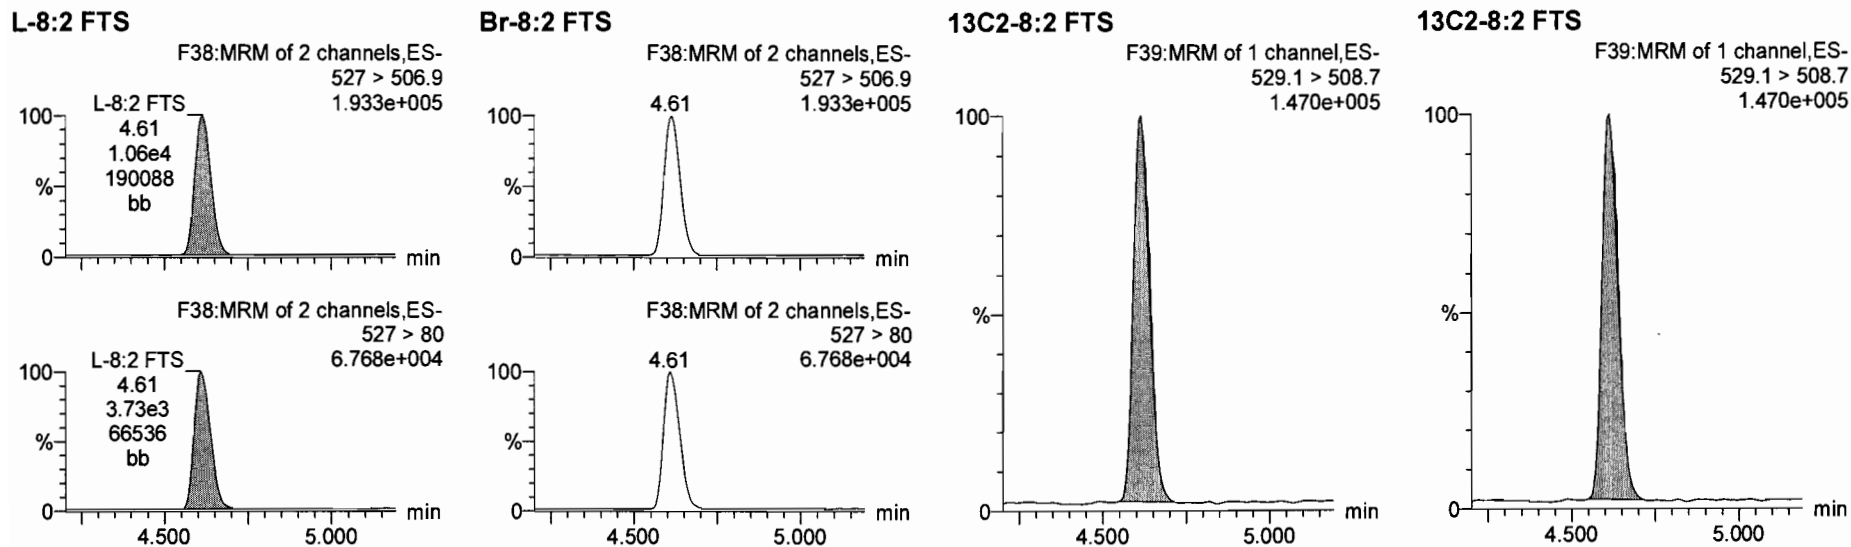 L-8:2 FTS
F38:MRM of 2 channels,ES-
527 > 506.9
1.933e+005
L-8:2 FTS
4.61
1.06e4
190088
bb
100
%
0
min
F38:MRM of 2 channels,ES-
527 > 80
6.768e+004
L-8:2 FTS
4.61
3.73e3
66536
bb
100
%
0
min
4.500
5.000
Br-8:2 FTS
F38:MRM of 2 channels,ES-
527 > 506.9
1.933e+005
4.61
100
%
0
min
F38:MRM of 2 channels,ES-
527 > 80
6.768e+004
4.61
100
%
0
min
4.500
5.000
13C2-8:2 FTS
F39:MRM of 1 channel,ES-
529.1 > 508.7
1.470e+005
100
%
0
min
4.500
5.000
13C2-8:2 FTS
F39:MRM of 1 channel,ES-
529.1 > 508.7
1.470e+005
100
%
0
min
4.500
5.000